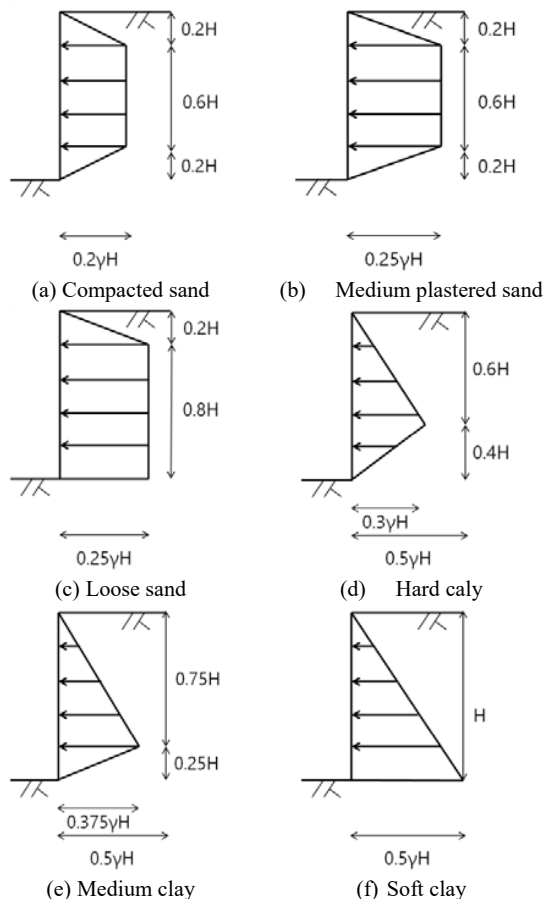 0.2H
0.6H
0.2H
0.2γH
(a) Compacted sand
0.2H
0.6H
0.2H
0.25γH
(b) Medium plastered sand
0.2H
0.8H
0.25γH
(c) Loose sand
0.6H
0.4H
0.3γH
0.5γH
(d) Hard caly
0.75H
0.25H
0.375γH
0.5γH
(e) Medium clay
H
0.5γH
(f) Soft clay